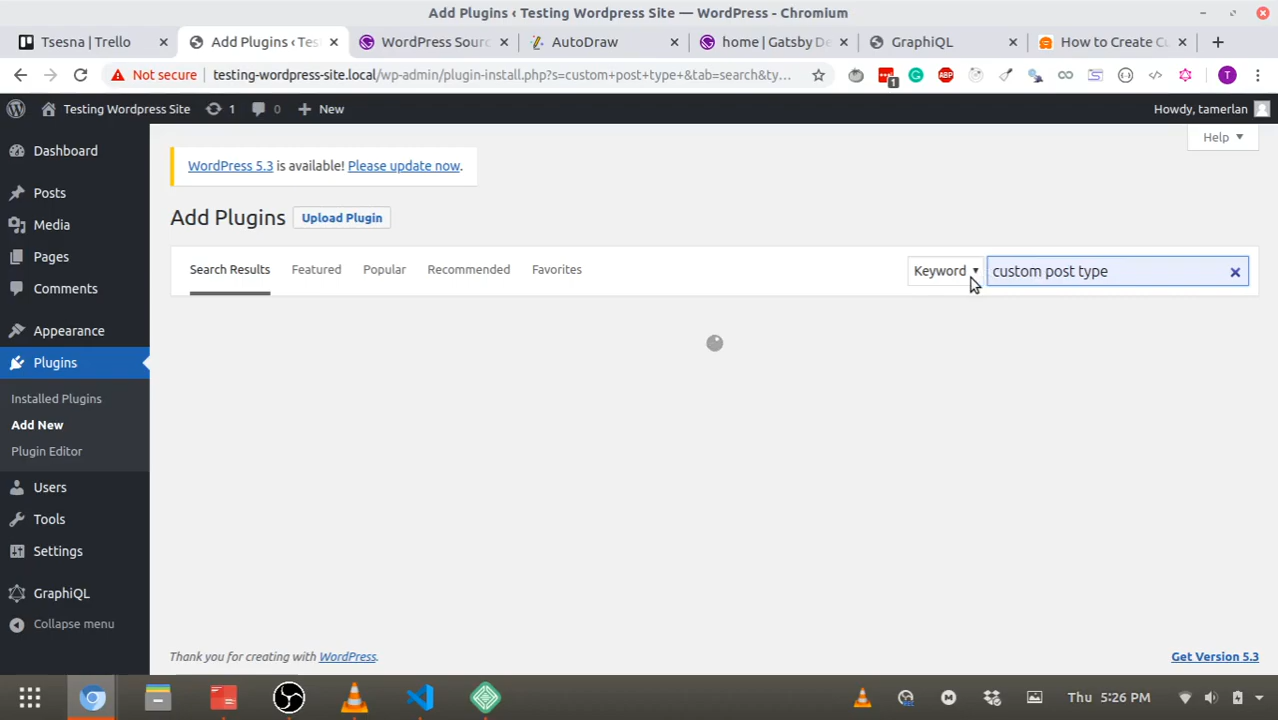 Add Plugins ‹ Testing Wordpress Site — WordPress - Chromium
Tsesna | Trello
Add Plugins ‹ Tes
WordPress Sourc
AutoDraw
home | Gatsby De
GraphiQL
How to Create Cu
Not secure
testing-wordpress-site.local/wp-admin/plugin-install.php?s=custom+post+type+&tab=search&ty...
ABP
1
T
Testing Wordpress Site
1
0
New
Howdy, tamerlan
Help
Dashboard
Posts
Media
Pages
Comments
Appearance
Plugins
Installed Plugins
Add New
Plugin Editor
Users
Tools
Settings
GraphiQL
Collapse menu
WordPress 5.3 is available! Please update now.
Add Plugins
Upload Plugin
Search Results
Featured
Popular
Recommended
Favorites
Keyword
custom post type
Thank you for creating with WordPress.
Get Version 5.3
Thu 5:26 PM